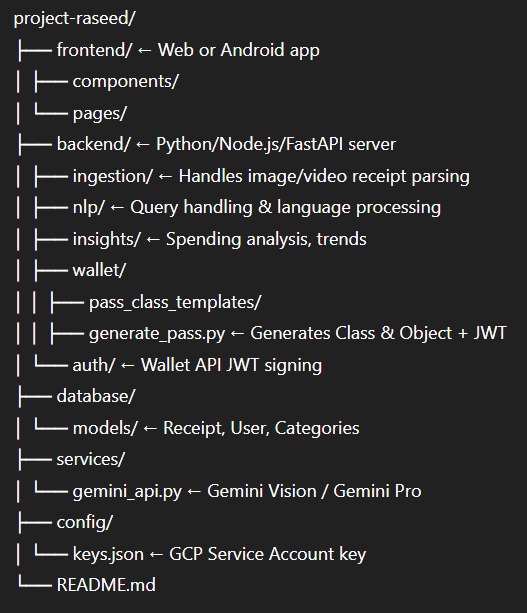 project-raseed/
├── frontend/ ← Web or Android app
│ ├── components/
│ └── pages/
├── backend/ ← Python/Node.js/FastAPI server
│ ├── ingestion/ ← Handles image/video receipt parsing
│ ├── nlp/ ← Query handling & language processing
│ ├── insights/ ← Spending analysis, trends
│ ├── wallet/
│ │ ├── pass_class_templates/
│ │ ├── generate_pass.py ← Generates Class & Object + JWT
│ └── auth/ ← Wallet API JWT signing
├── database/
│ └── models/ ← Receipt, User, Categories
├── services/
│ └── gemini_api.py ← Gemini Vision / Gemini Pro
├── config/
│ └── keys.json ← GCP Service Account key
└── README.md